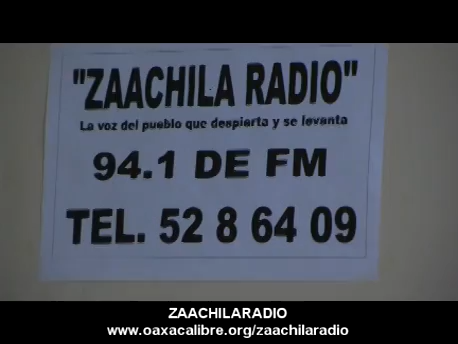 "ZAACHILA RADIO"
La voz del pueblo que despierta y se levanta
94.1 DE FM
TEL. 52 8 64 09
ZAACHILARADIO
www.oaxacalibre.org/zaachilaradio